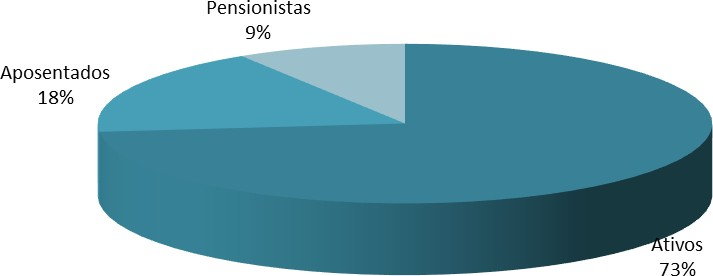 Pensionistas
9%
Aposentados
18%
Ativos
73%